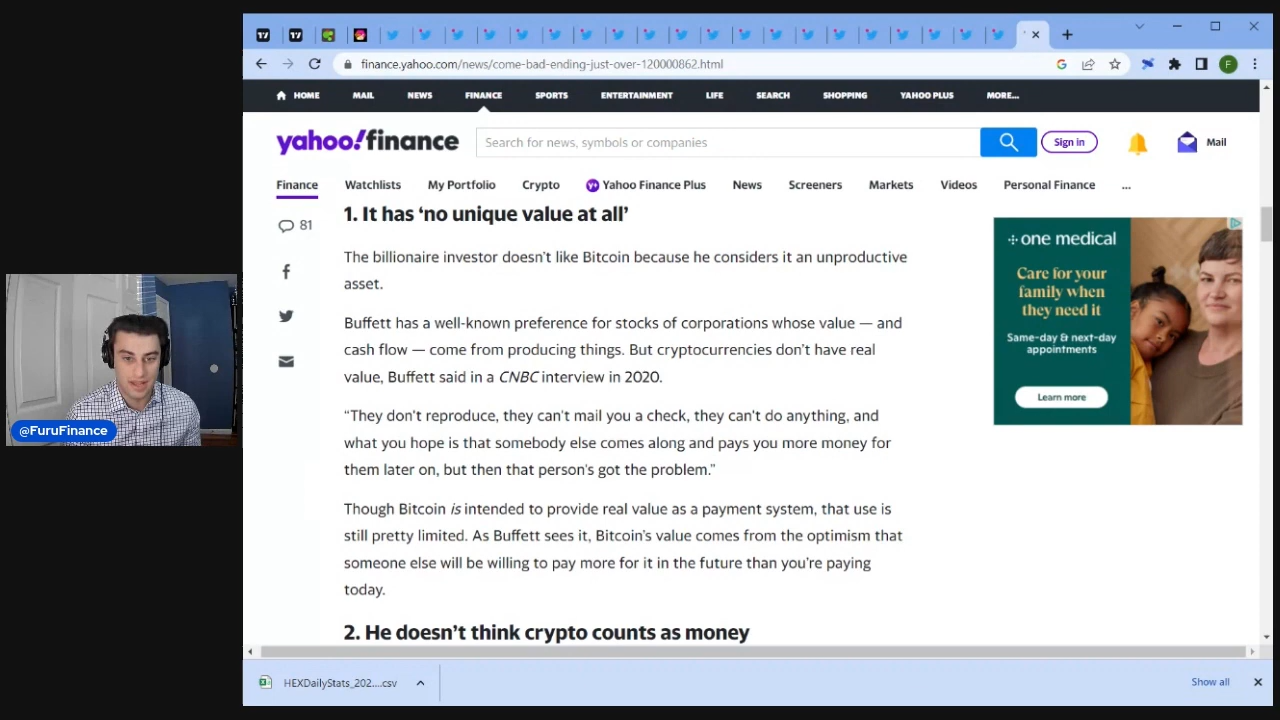 finance.yahoo.com/news/come-bad-ending-just-over-120000862.html
F
HOME MAIL NEWS FINANCE SPORTS ENTERTAINMENT LIFE SEARCH SHOPPING YAHOO PLUS MORE...
yahoo!finance Search for news, symbols or companies Sign in Mail
Finance Watchlists My Portfolio Crypto Y+ Yahoo Finance Plus News Screeners Markets Videos Personal Finance ...
81
1. It has ‘no unique value at all’
The billionaire investor doesn’t like Bitcoin because he considers it an unproductive
asset.
Buffett has a well-known preference for stocks of corporations whose value — and
cash flow — come from producing things. But cryptocurrencies don’t have real
value, Buffett said in a CNBC interview in 2020.
“They don’t reproduce, they can’t mail you a check, they can’t do anything, and
what you hope is that somebody else comes along and pays you more money for
them later on, but then that person’s got the problem.”
Though Bitcoin is intended to provide real value as a payment system, that use is
still pretty limited. As Buffett sees it, Bitcoin’s value comes from the optimism that
someone else will be willing to pay more for it in the future than you’re paying
today.
2. He doesn’t think crypto counts as money
one medical
Care for your
family when
they need it
Same-day & next-day
appointments
Learn more
@FuruFinance
HEXDailyStats_202....csv
Show all